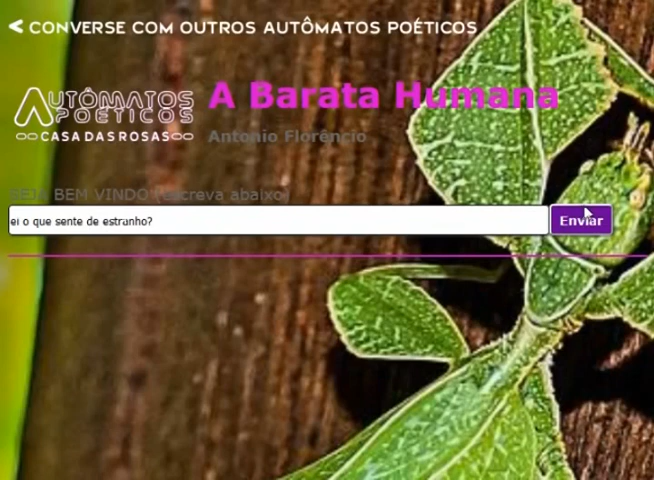 < CONVERSE COM OUTROS AUTÔMATOS POÉTICOS
AUTÔMATOS
POÉTICOS
CASA DAS ROSAS
A Barata Humana
Antonio Florêncio
SEJA BEM VINDO (escreva abaixo)
ei o que sente de estranho?
Enviar